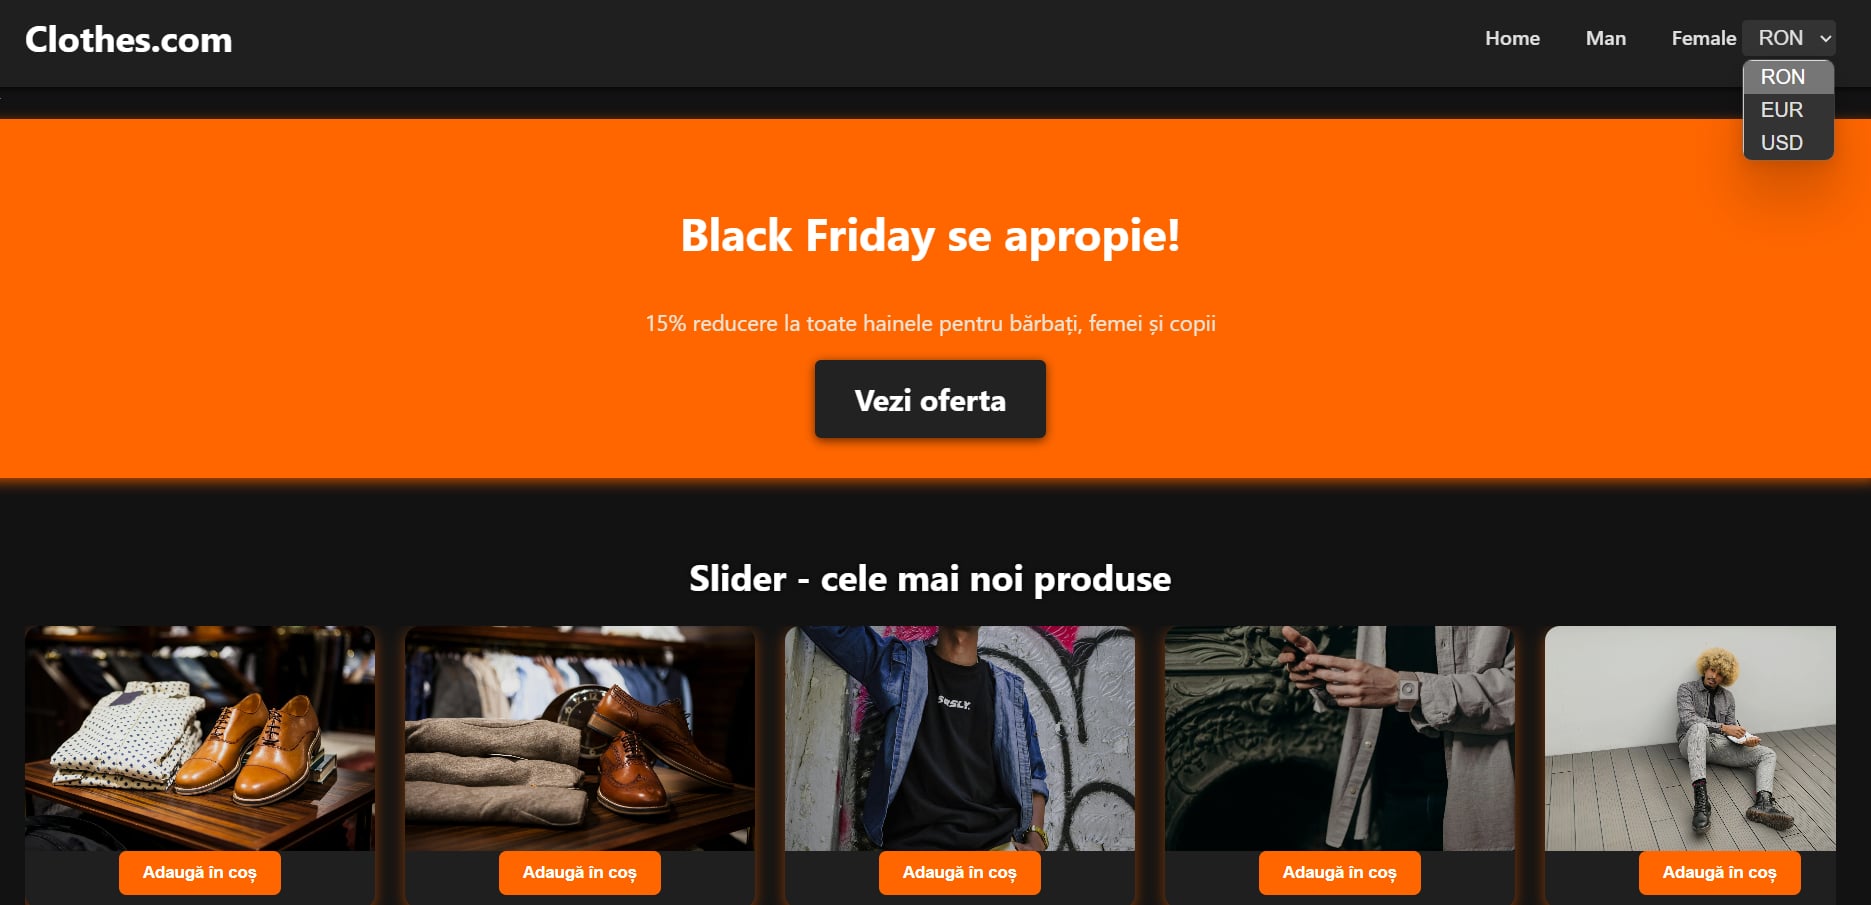 Clothes.com
Home Man Female RON
RON
EUR
USD
Black Friday se apropie!
15% reducere la toate hainele pentru bărbați, femei și copii
Vezi oferta
Slider - cele mai noi produse
Adaugă în coș Adaugă în coș Adaugă în coș Adaugă în coș Adaugă în coș